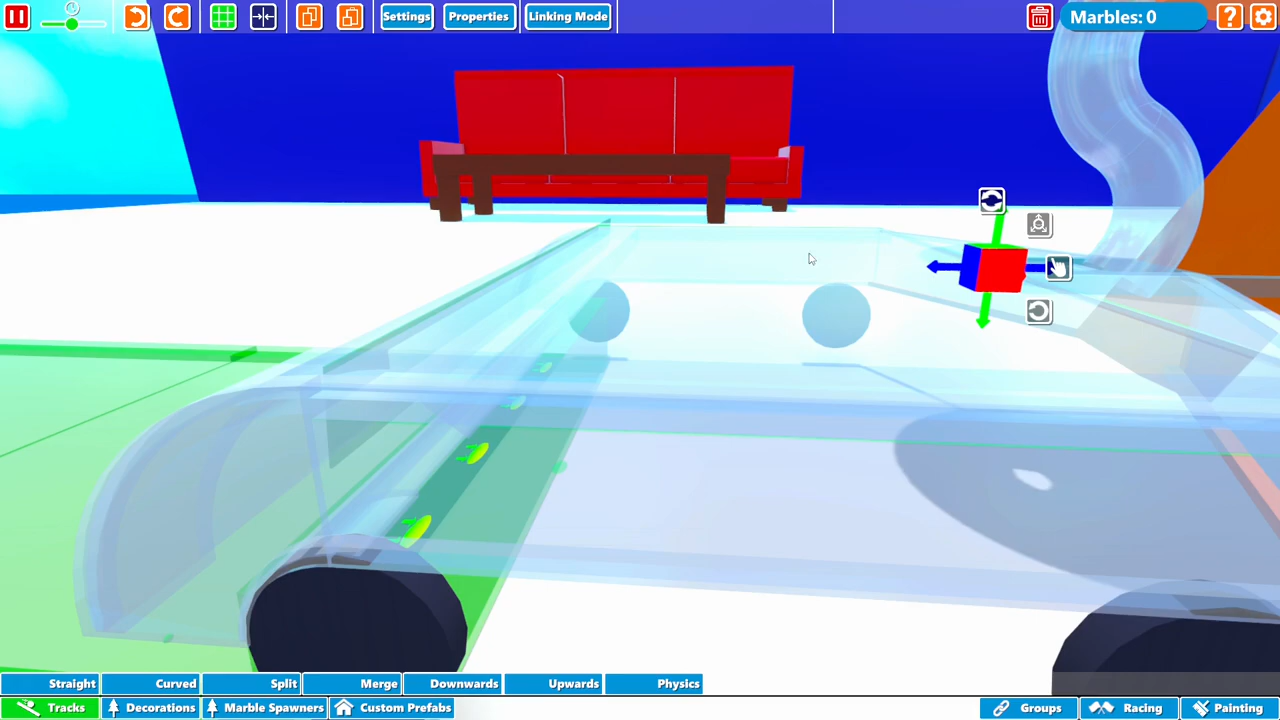 Settings
Properties
Linking Mode
Marbles: 0
?
Straight
Curved
Split
Merge
Downwards
Upwards
Physics
Tracks
Decorations
Marble Spawners
Custom Prefabs
Groups
Racing
Painting